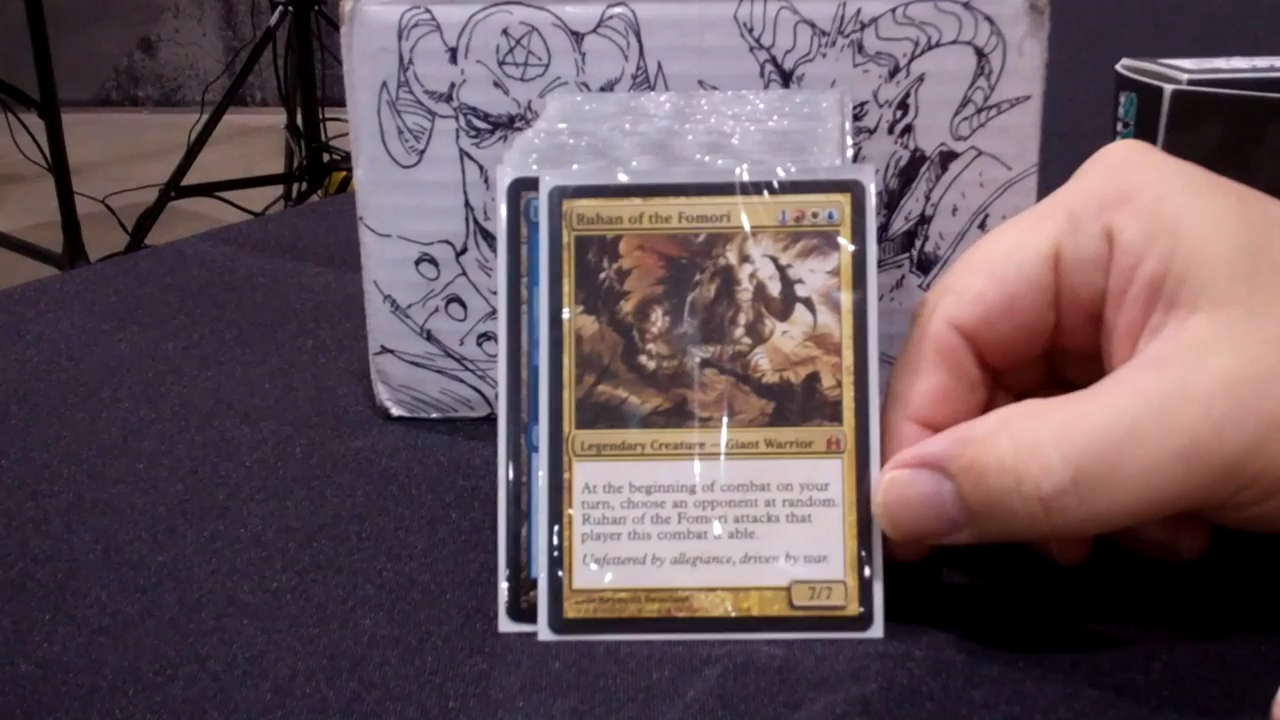 Ruhan of the Fomori 1
Legendary Creature — Giant Warrior
At the beginning of combat on your
turn, choose an opponent at random.
Ruhan of the Fomori attacks that
player this combat if able.
Unfettered by allegiance, driven by war.
7/7